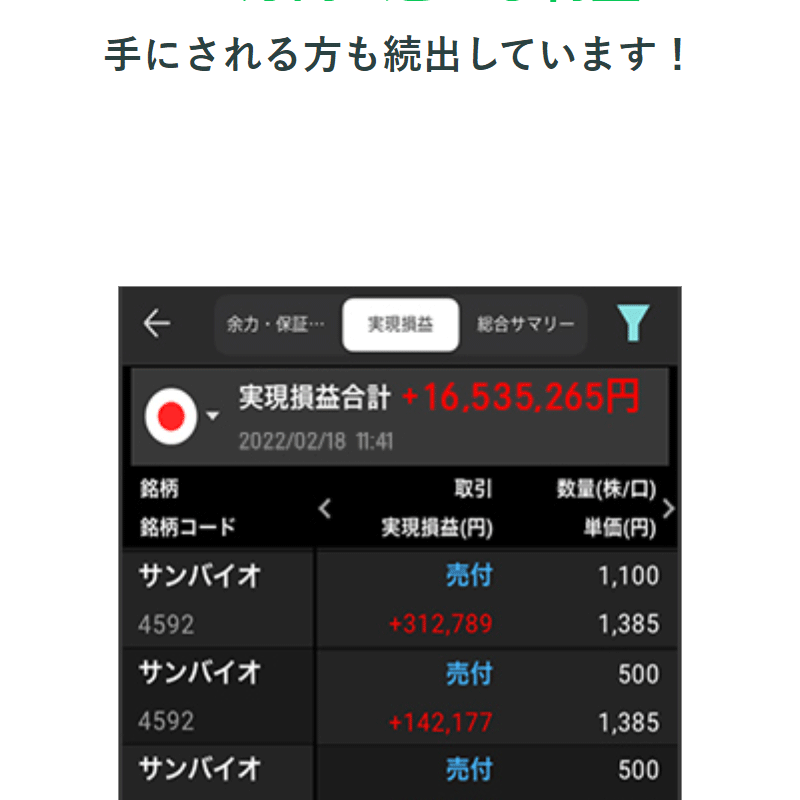 手にされる方も続出しています！
余力・保証… 実現損益 総合サマリー
実現損益合計 +16,535,265円
2022/02/18 11:41
銘柄 取引 数量(株/口)
銘柄コード 実現損益(円) 単価(円)
サンバイオ 売付 1,100
4592 +312,789 1,385
サンバイオ 売付 500
4592 +142,177 1,385
サンバイオ 売付 500